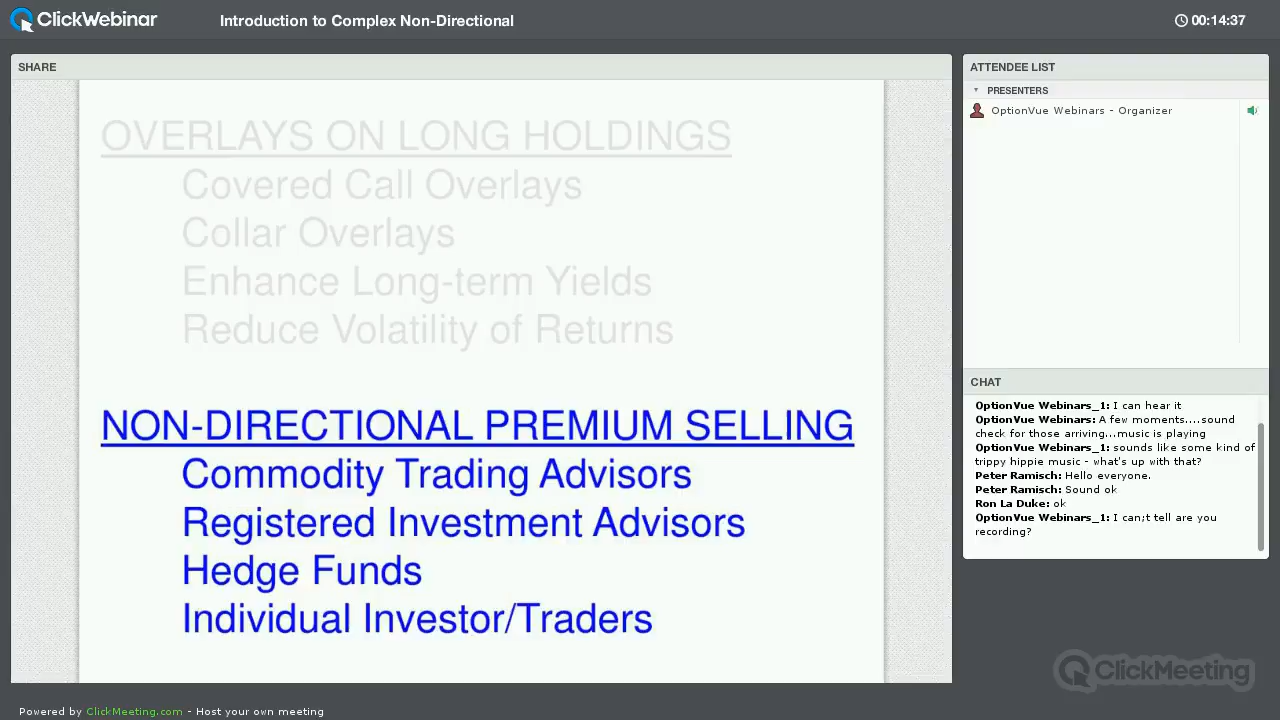 ClickWebinar
Introduction to Complex Non-Directional
00:14:37
SHARE
OVERLAYS ON LONG HOLDINGS
Covered Call Overlays
Collar Overlays
Enhance Long-term Yields
Reduce Volatility of Returns
NON-DIRECTIONAL PREMIUM SELLING
Commodity Trading Advisors
Registered Investment Advisors
Hedge Funds
Individual Investor/Traders
ATTENDEE LIST
PRESENTERS
OptionVue Webinars - Organizer
CHAT
OptionVue Webinars_1: I can hear it
OptionVue Webinars: A few moments....sound
check for those arriving...music is playing
OptionVue Webinars_1: sounds like some kind of
trippy hippie music - what's up with that?
Peter Ramisch: Hello everyone.
Peter Ramisch: Sound ok
Ron La Duke: ok
OptionVue Webinars_1: I can;t tell are you
recording?
ClickMeeting
Powered by ClickMeeting.com - Host your own meeting